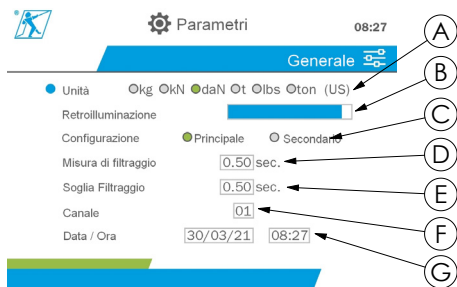 Parametri 08:27 A
Generale B
Unità kg kN daN t lbs ton (US)
Retroilluminazione C
Configurazione Principale Secondario
Misura di filtraggio 0.50 sec. D
Soglia Filtraggio 0.50 sec. E
Canale 01 F
Data / Ora 30/03/21 08:27 G